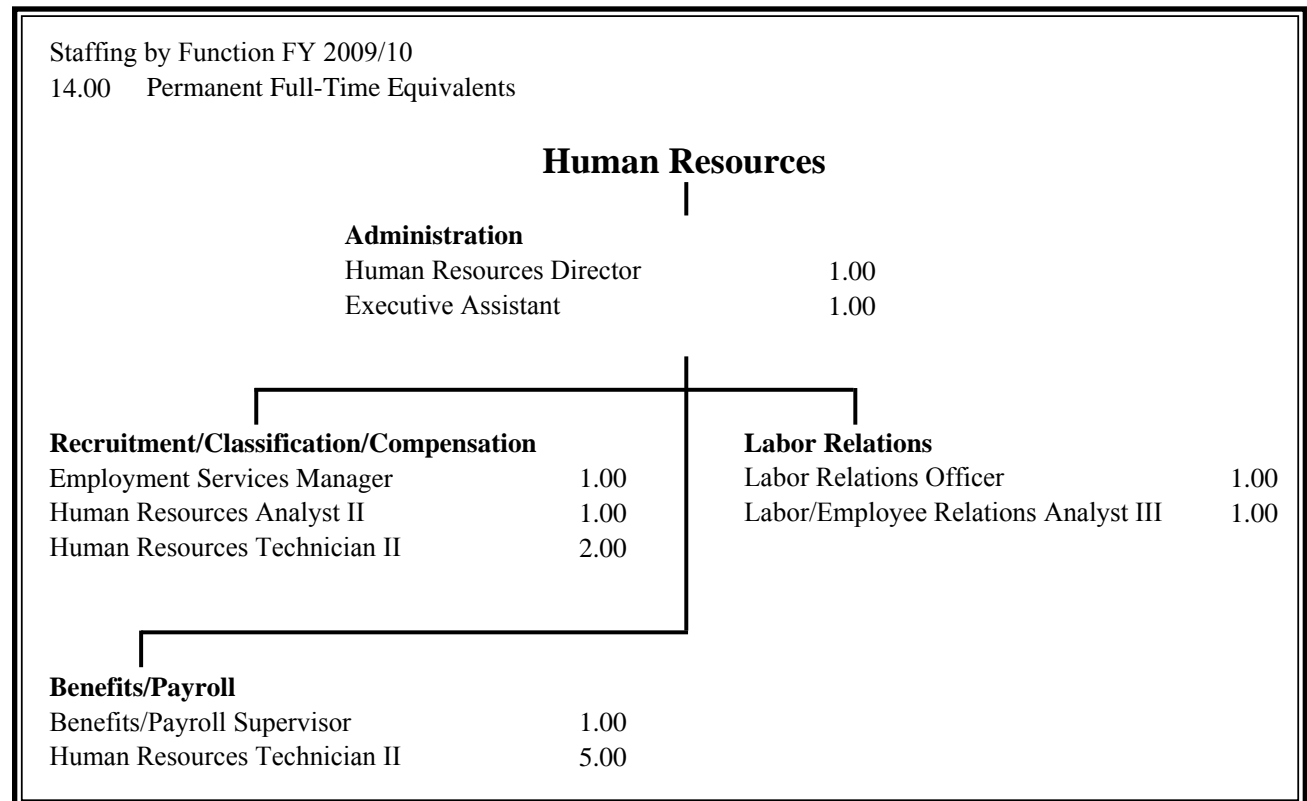 Staffing by Function FY 2009/10
14.00 Permanent Full-Time Equivalents
Human Resources
Administration
Human Resources Director 1.00
Executive Assistant 1.00
Recruitment/Classification/Compensation
Employment Services Manager 1.00
Human Resources Analyst II 1.00
Human Resources Technician II 2.00
Labor Relations
Labor Relations Officer 1.00
Labor/Employee Relations Analyst III 1.00
Benefits/Payroll
Benefits/Payroll Supervisor 1.00
Human Resources Technician II 5.00